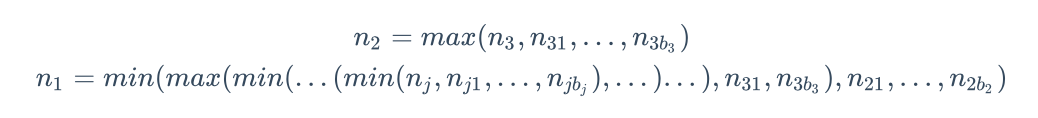 n₂ = max(n₃, n₃₁, . . . , n₃b₃)
n₁ = min(max(min(. . . (min(nⱼ, nⱼ₁, . . . , nⱼbⱼ), . . .) . . .), n₃₁, n₃b₃), n₂₁, . . . , n₂b₂)